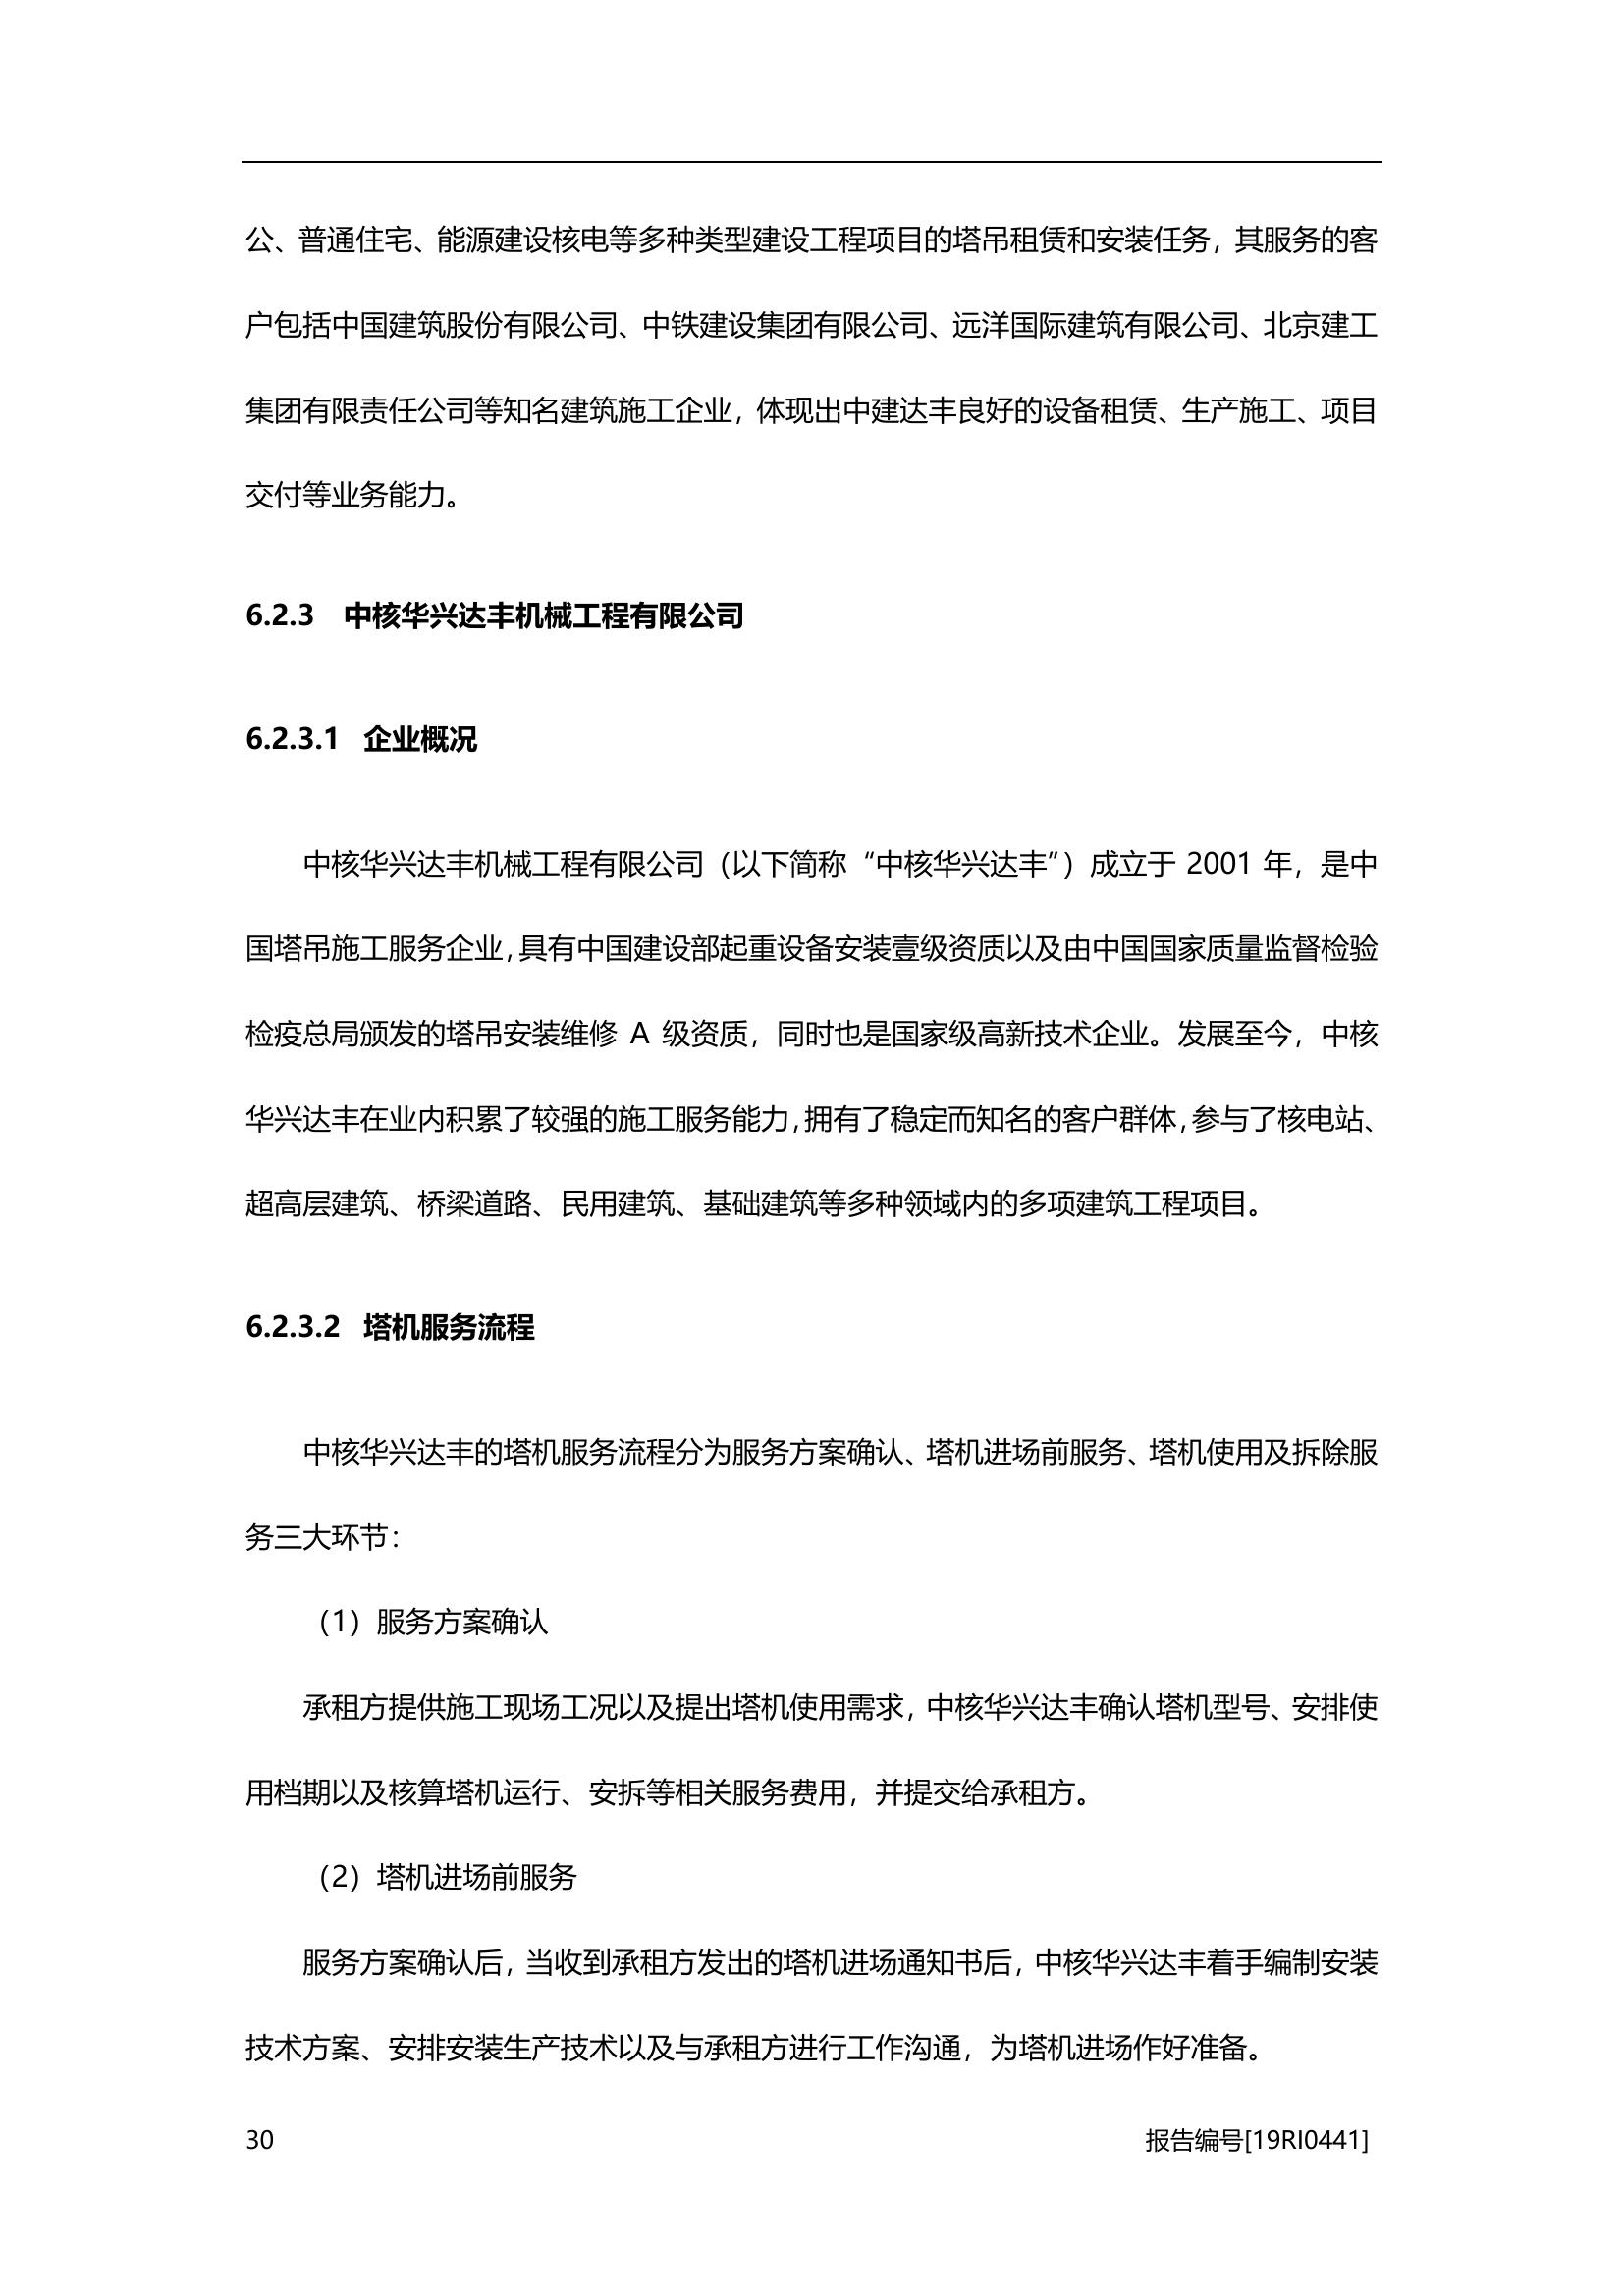 公、普通住宅、能源建设核电等多种类型建设工程项目的塔吊租赁和安装任务，其服务的客
户包括中国建筑股份有限公司、中铁建设集团有限公司、远洋国际建筑有限公司、北京建工
集团有限责任公司等知名建筑施工企业，体现出中建达丰良好的设备租赁、生产施工、项目
交付等业务能力。
6.2.3 中核华兴达丰机械工程有限公司
6.2.3.1 企业概况
中核华兴达丰机械工程有限公司（以下简称“中核华兴达丰”）成立于 2001 年，是中
国塔吊施工服务企业，具有中国建设部起重设备安装壹级资质以及由中国国家质量监督检验
检疫总局颁发的塔吊安装维修 A 级资质，同时也是国家级高新技术企业。发展至今，中核
华兴达丰在业内积累了较强的施工服务能力，拥有了稳定而知名的客户群体，参与了核电站、
超高层建筑、桥梁道路、民用建筑、基础建筑等多种领域内的多项建筑工程项目。
6.2.3.2 塔机服务流程
中核华兴达丰的塔机服务流程分为服务方案确认、塔机进场前服务、塔机使用及拆除服
务三大环节：
（1）服务方案确认
承租方提供施工现场工况以及提出塔机使用需求，中核华兴达丰确认塔机型号、安排使
用档期以及核算塔机运行、安拆等相关服务费用，并提交给承租方。
（2）塔机进场前服务
服务方案确认后，当收到承租方发出的塔机进场通知书后，中核华兴达丰着手编制安装
技术方案、安排安装生产技术以及与承租方进行工作沟通，为塔机进场作好准备。
30 报告编号[19RI0441]